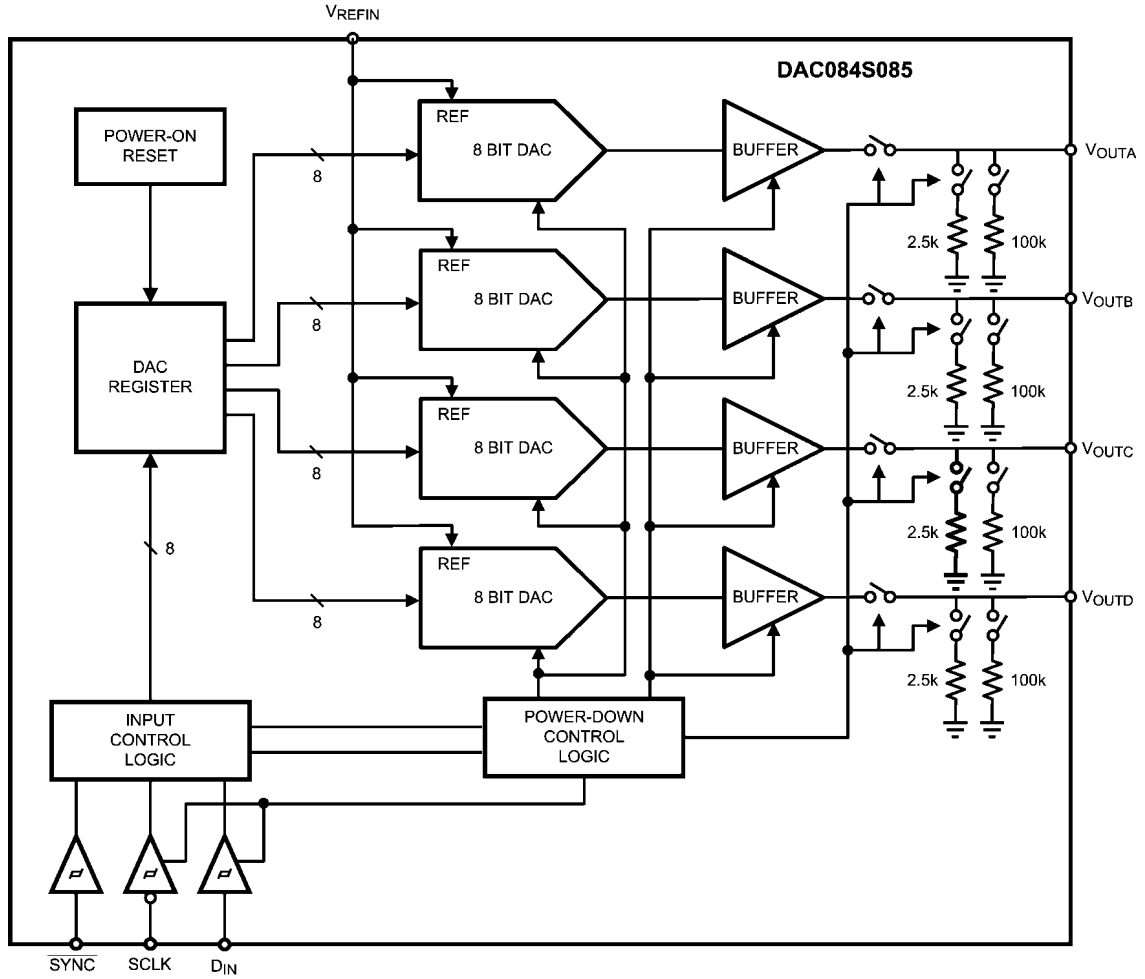 VREFIN
DAC084S085
POWER-ON
RESET
REF
8 BIT DAC
BUFFER
VOUTA
8
2.5k
100k
REF
8 BIT DAC
BUFFER
VOUTB
8
2.5k
100k
DAC
REGISTER
REF
8 BIT DAC
BUFFER
VOUTC
8
2.5k
100k
8
REF
8 BIT DAC
BUFFER
VOUTD
8
2.5k
100k
INPUT
CONTROL
LOGIC
POWER-DOWN
CONTROL
LOGIC
SYNC
SCLK
DIN